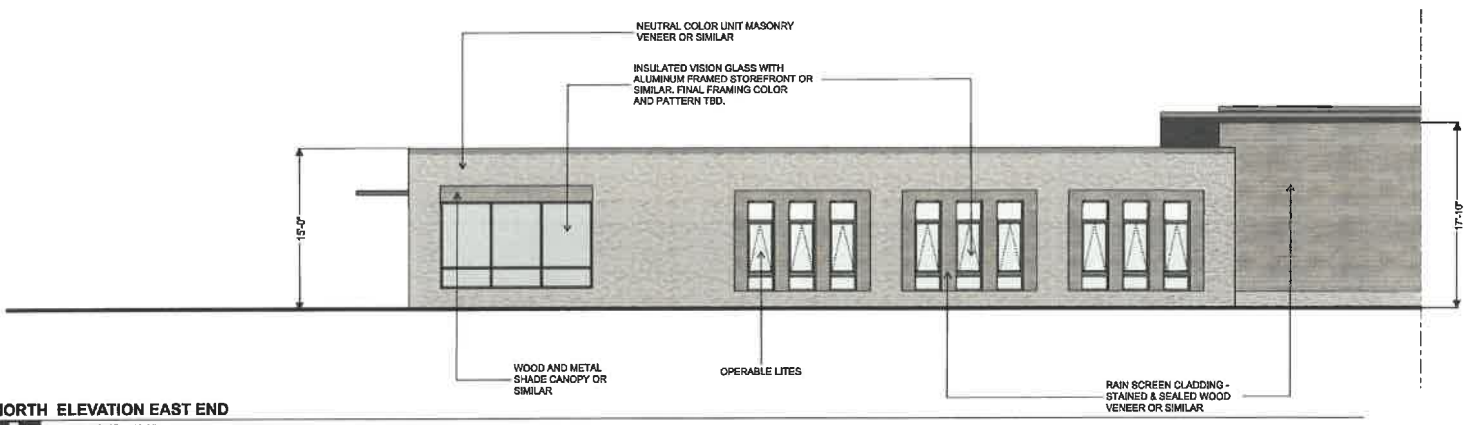 NEUTRAL COLOR UNIT MASONRY
VENEER OR SIMILAR
INSULATED VISION GLASS WITH
ALUMINUM FRAMED STOREFRONT OR
SIMILAR. FINAL FRAMING COLOR
AND PATTERN TBD.
15'-0"
17'-10"
WOOD AND METAL
SHADE CANOPY OR
SIMILAR
OPERABLE LITES
RAIN SCREEN CLADDING -
STAINED & SEALED WOOD
VENEER OR SIMILAR
NORTH ELEVATION EAST END